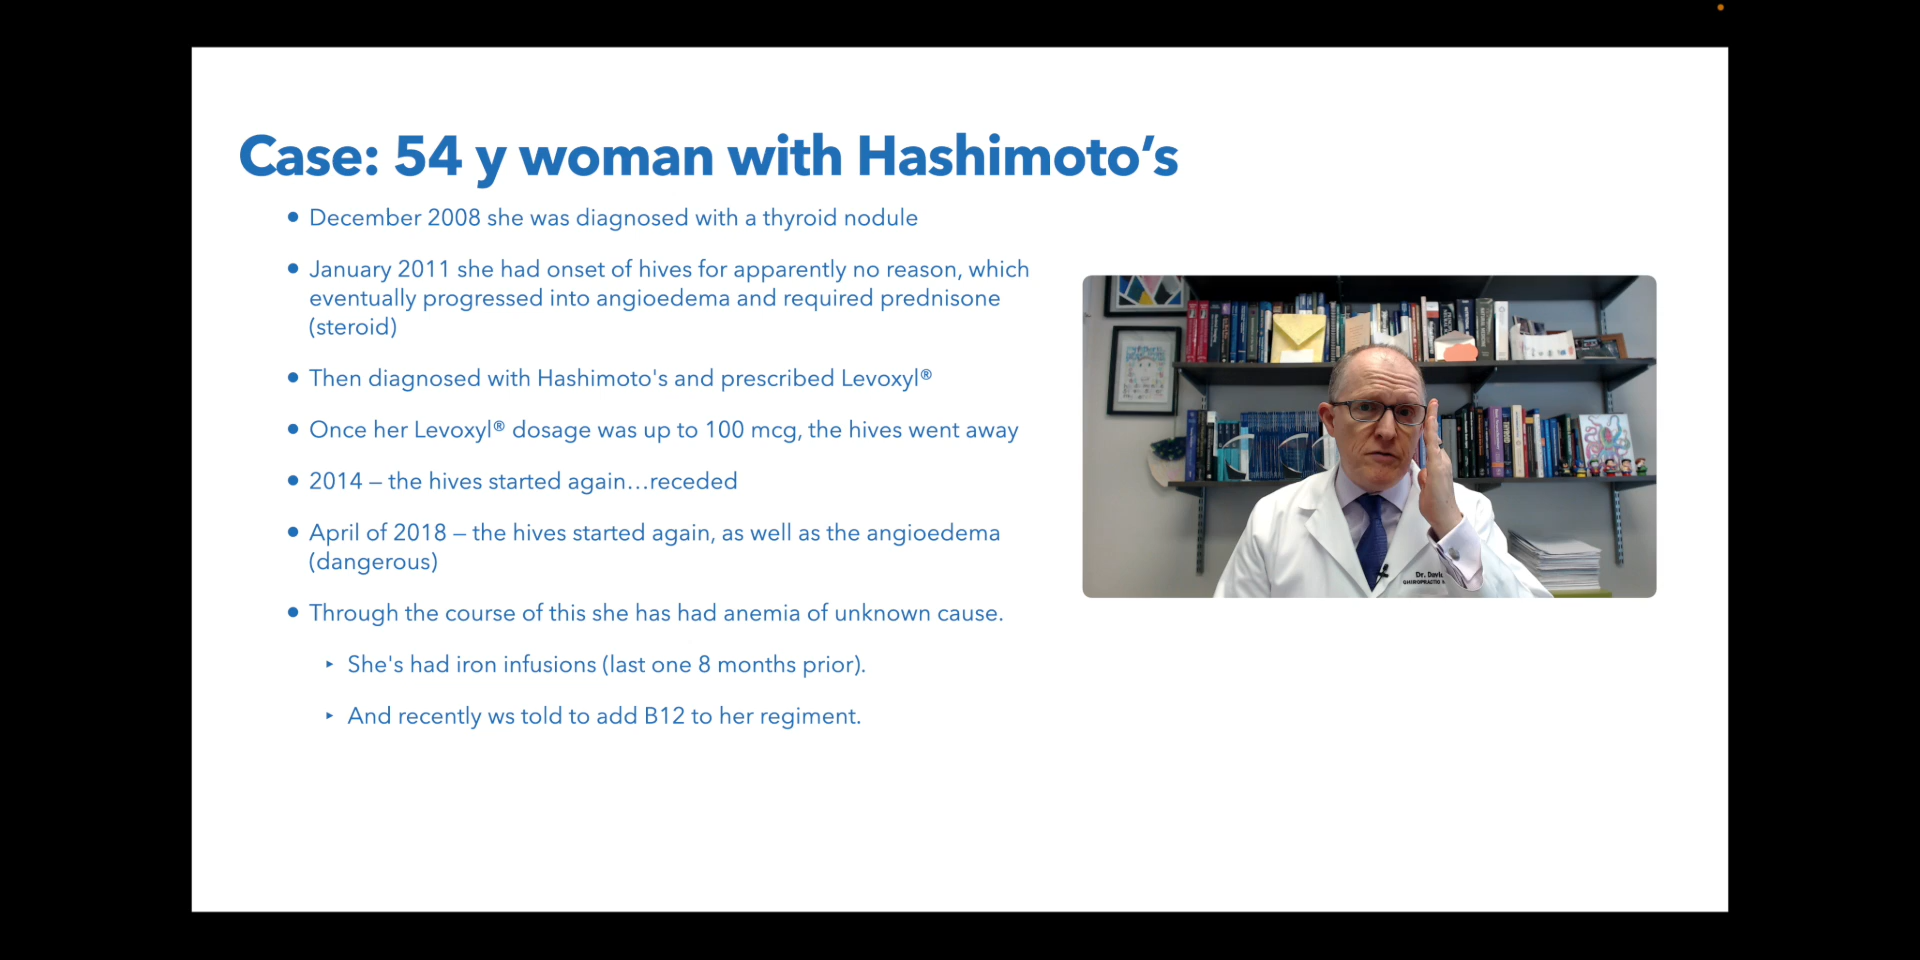 Case: 54 y woman with Hashimoto’s
• December 2008 she was diagnosed with a thyroid nodule
• January 2011 she had onset of hives for apparently no reason, which
eventually progressed into angioedema and required prednisone
(steroid)
• Then diagnosed with Hashimoto's and prescribed Levoxyl®
• Once her Levoxyl® dosage was up to 100 mcg, the hives went away
• 2014 – the hives started again…receded
• April of 2018 – the hives started again, as well as the angioedema
(dangerous)
• Through the course of this she has had anemia of unknown cause.
‣ She's had iron infusions (last one 8 months prior).
‣ And recently ws told to add B12 to her regiment.
Dr.